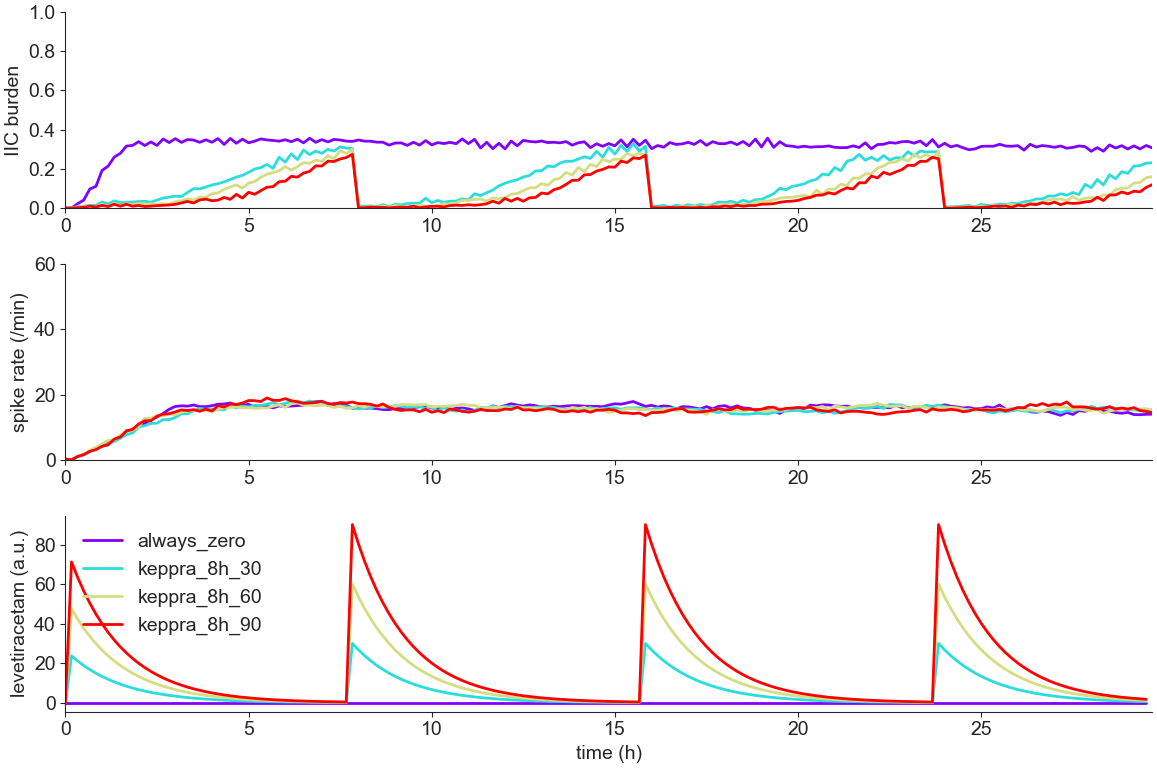 IIC burden
1.0
0.8
0.6
0.4
0.2
0.0
0 5 10 15 20 25
spike rate (/min)
60
40
20
0
0 5 10 15 20 25
levetiracetam (a.u.)
80
60
40
20
0
always_zero
keppra_8h_30
keppra_8h_60
keppra_8h_90
0 5 10 15 20 25
time (h)